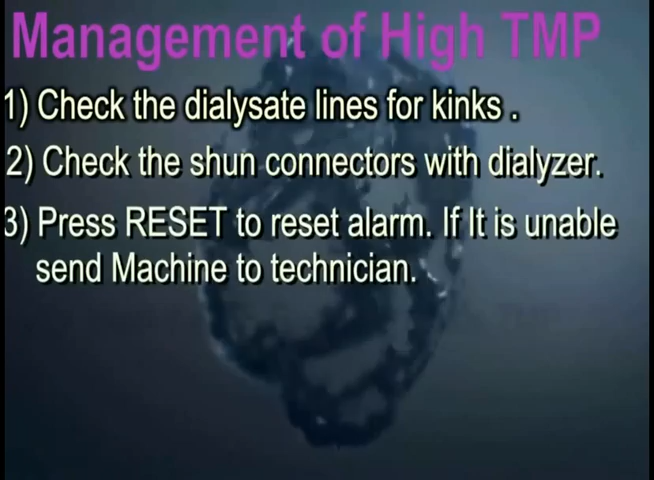 Management of High TMP
1) Check the dialysate lines for kinks .
2) Check the shun connectors with dialyzer.
3) Press RESET to reset alarm. If It is unable
send Machine to technician.